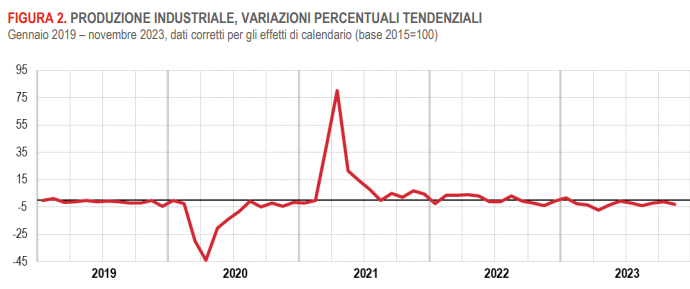 FIGURA 2. PRODUZIONE INDUSTRIALE, VARIAZIONI PERCENTUALI TENDENZIALI
Gennaio 2019 – novembre 2023, dati corretti per gli effetti di calendario (base 2015=100)
95
75
55
35
15
-5
-25
-45
2019 2020 2021 2022 2023